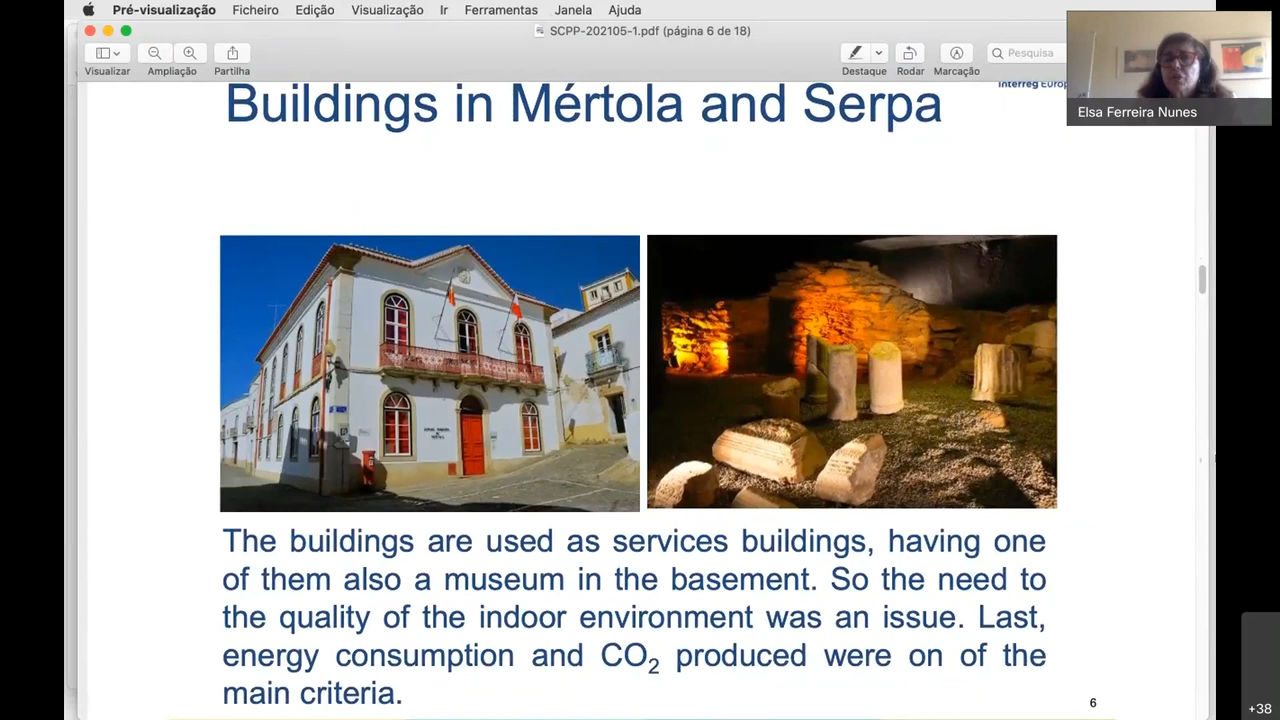 Pré-visualização Ficheiro Edição Visualização Ir Ferramentas Janela Ajuda
SCPP-202105-1.pdf (página 6 de 18)
Visualizar Ampliação Partilha Destaque Rodar Marcação Pesquisa
Interreg Europ
Elsa Ferreira Nunes
Buildings in Mértola and Serpa
The buildings are used as services buildings, having one
of them also a museum in the basement. So the need to
the quality of the indoor environment was an issue. Last,
energy consumption and CO₂ produced were on of the
main criteria.
6
+38